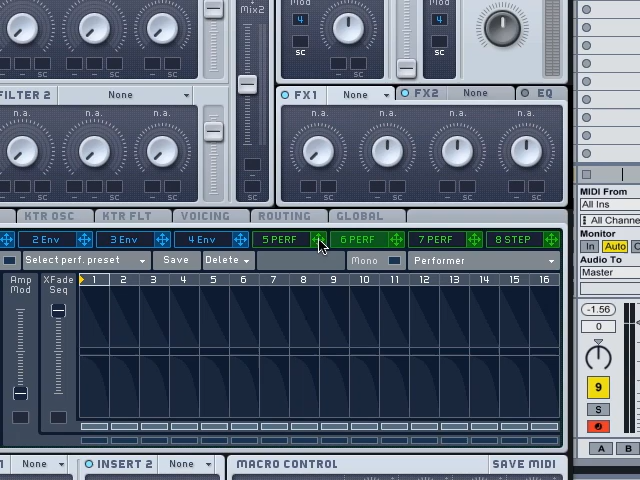 Mod
Mod
Mix2
4
4
SC
SC
SC
SC
SC
SC
FILTER 2
None
FX1
None
FX2
None
EQ
n.a.
n.a.
n.a.
n.a.
n.a.
n.a.
n.a.
SC
SC
SC
SC
SC
SC
SC
KTR OSC
KTR FLT
VOICING
ROUTING
GLOBAL
2 Env
3 Env
4 Env
5 PERF
6 PERF
7 PERF
8 STEP
Select perf. preset
Save
Delete
Mono
Performer
Amp
Mod
XFade
Seq
1 2 3 4 5 6 7 8 9 10 11 12 13 14 15 16
None
INSERT 2
None
MACRO CONTROL
SAVE MIDI
MIDI From
All Ins
All Channe
Monitor
In
Auto
Audio To
Master
-1.56
0
9
S
A
B